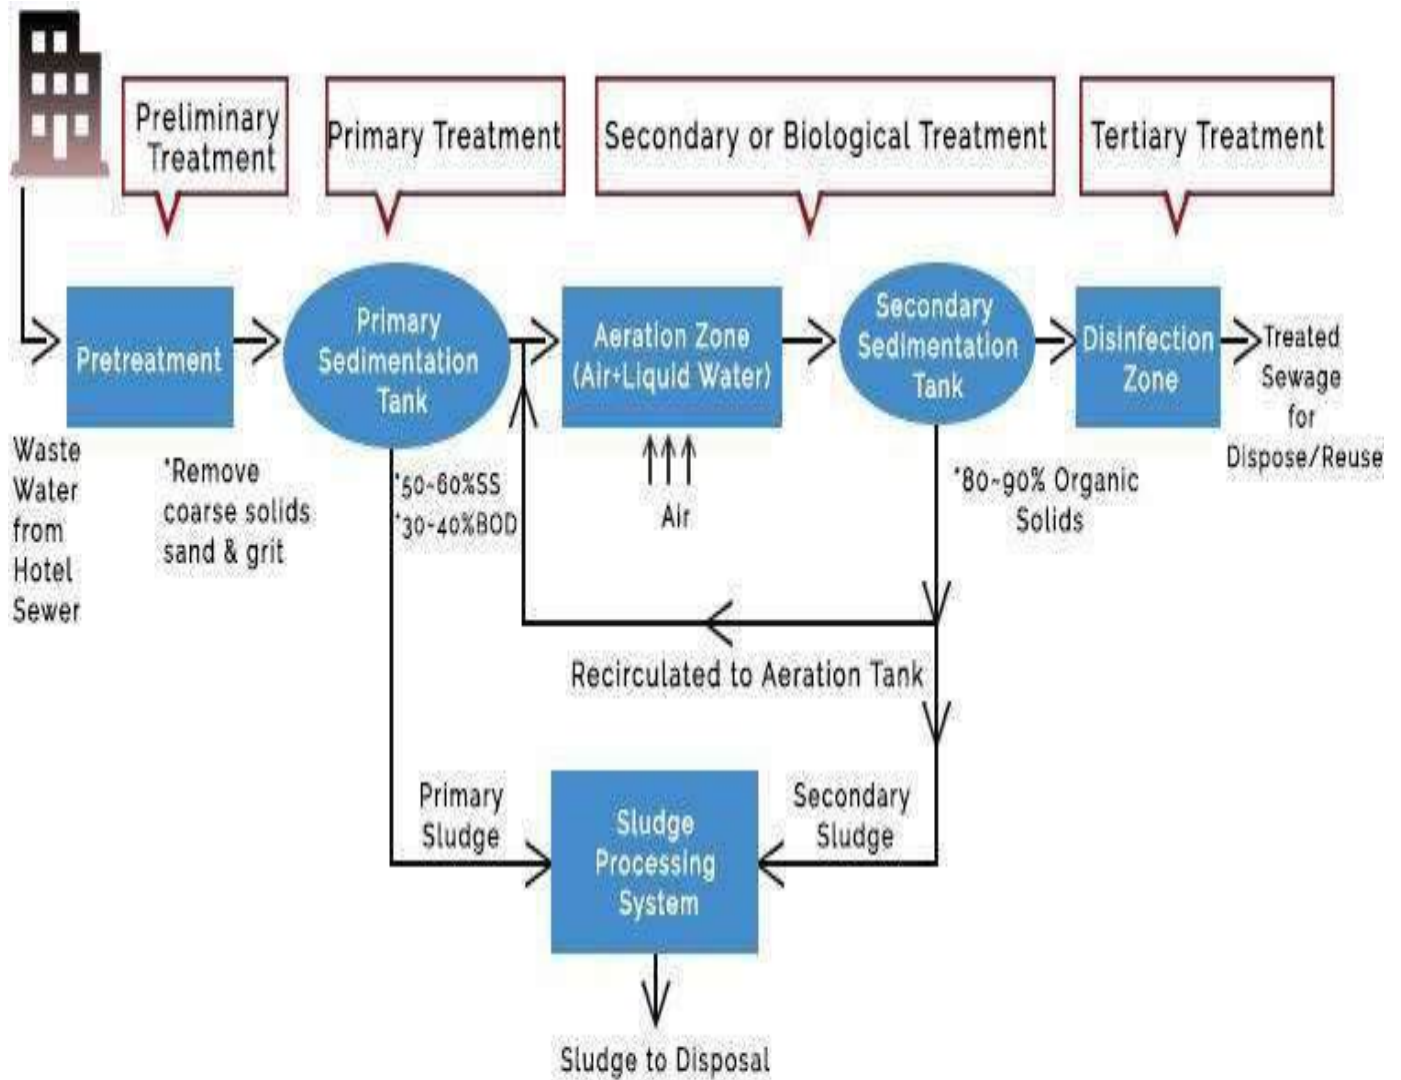 Preliminary
Treatment
Primary Treatment
Secondary or Biological Treatment
Tertiary Treatment
Pretreatment
Primary
Sedimentation
Tank
Aeration Zone
(Air+Liquid Water)
Secondary
Sedimentation
Tank
Disinfection
Zone
Treated
Sewage
for
Dispose/Reuse
Waste
Water
from
Hotel
Sewer
*Remove
coarse solids
sand & grit
*50-60%SS
*30-40%BOD
Air
*80-90% Organic
Solids
Recirculated to Aeration Tank
Primary
Sludge
Sludge
Processing
System
Secondary
Sludge
Sludge to Disposal